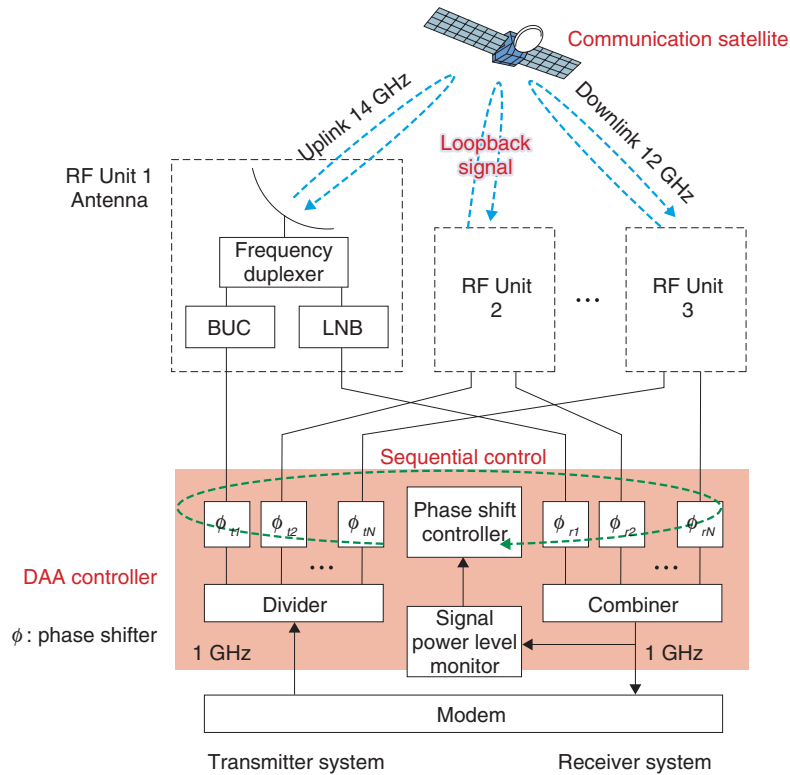 Communication satellite
Uplink 14 GHz
Downlink 12 GHz
Loopback
signal
RF Unit 1
Antenna
Frequency
duplexer
BUC
LNB
RF Unit
2
...
RF Unit
3
Sequential control
ϕt1
ϕt2
ϕtN
...
Phase shift
controller
ϕr1
ϕr2
ϕrN
...
DAA controller
Divider
Signal
power level
monitor
Combiner
ϕ : phase shifter
1 GHz
1 GHz
Modem
Transmitter system
Receiver system